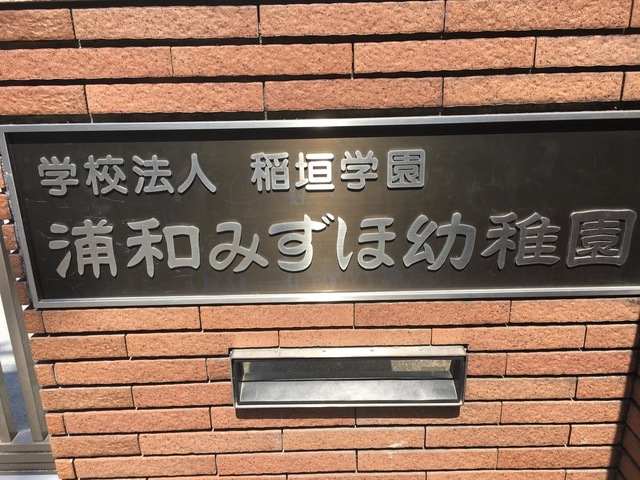 学校法人 稲垣学園
浦和みずほ幼稚園